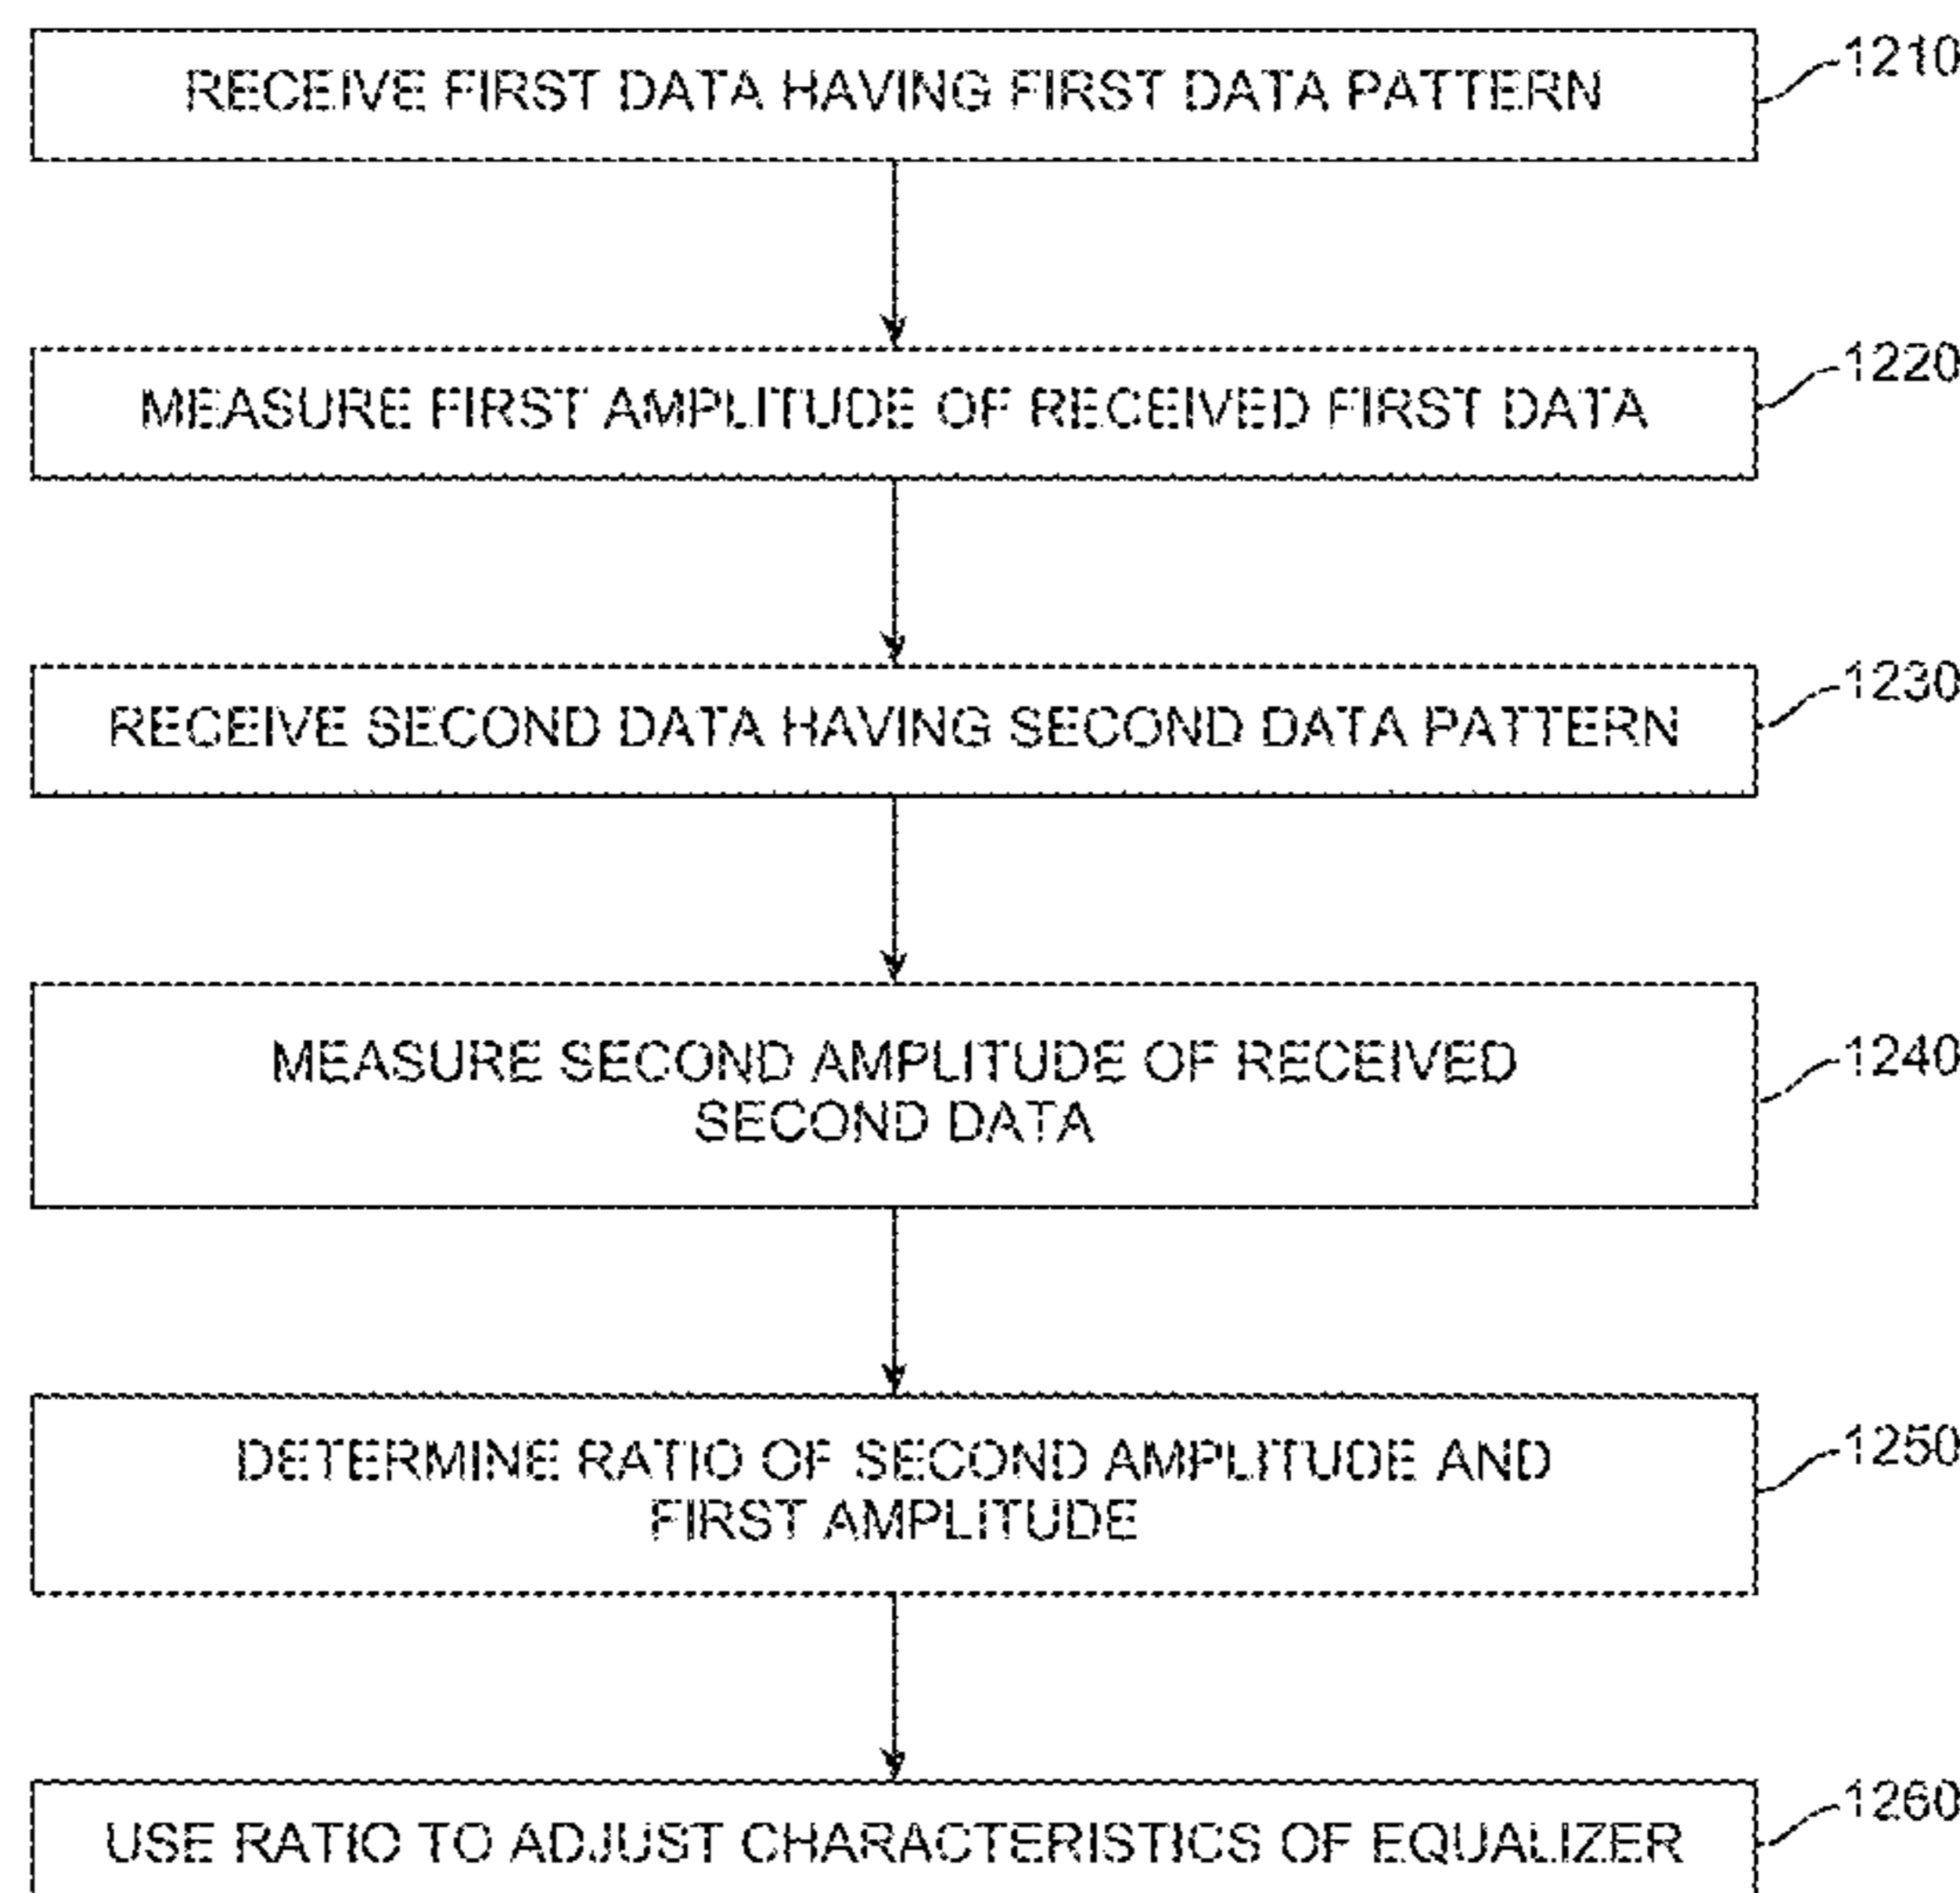 RECEIVE FIRST DATA HAVING FIRST DATA PATTERN
1210
MEASURE FIRST AMPLITUDE OF RECEIVED FIRST DATA
1220
RECEIVE SECOND DATA HAVING SECOND DATA PATTERN
1230
MEASURE SECOND AMPLITUDE OF RECEIVED
SECOND DATA
1240
DETERMINE RATIO OF SECOND AMPLITUDE AND
FIRST AMPLITUDE
1250
USE RATIO TO ADJUST CHARACTERISTICS OF EQUALIZER
1260